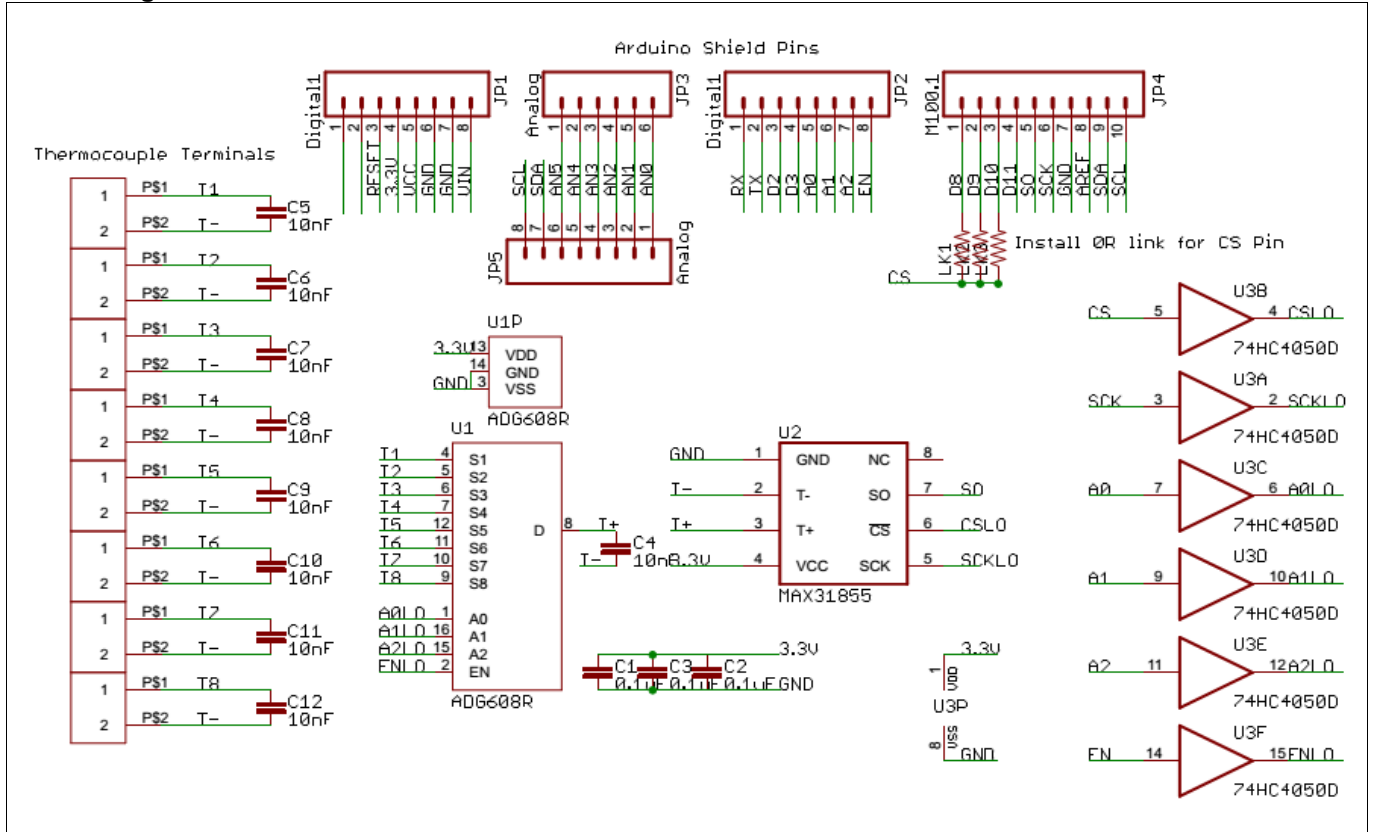 Arduino Shield Pins
Digital1
1
2
3
4
5
6
7
8
JP1
RESET
3.3V
VCC
GND
GND
VIN
Analog
1
2
3
4
5
6
JP3
SCL
SDA
AN5
AN4
AN3
AN2
AN1
AN0
8
7
6
5
4
3
2
1
JP5
Analog
Digital1
1
2
3
4
5
6
7
8
JP2
RX
TX
D2
D3
A0
A1
A2
EN
M100.1
1
2
3
4
5
6
7
8
9
10
JP4
D8
D9
D10
D11
SO
SCK
GND
AREF
SDA
SCL
LK1
LK2
LK3
Install 0R link for CS Pin
CS
Thermocouple Terminals
1 P$1 T1
C5
10nF
2 P$2 T-
1 P$1 T2
C6
10nF
2 P$2 T-
1 P$1 T3
C7
10nF
2 P$2 T-
1 P$1 T4
C8
10nF
2 P$2 T-
1 P$1 T5
C9
10nF
2 P$2 T-
1 P$1 T6
C10
10nF
2 P$2 T-
1 P$1 T7
C11
10nF
2 P$2 T-
1 P$1 T8
C12
10nF
2 P$2 T-
U1P
3.3V 13 VDD
14 GND
GND 3 VSS
ADG608R
U1
T1 4 S1
T2 5 S2
T3 6 S3
T4 7 S4
T5 12 S5
T6 11 S6
T7 10 S7
T8 9 S8
D 8 T+
T- C4
10nF
A0LO 1 A0
A1LO 16 A1
A2LO 15 A2
ENLO 2 EN
ADG608R
U2
GND 1 GND NC 8
T- 2 T- SO 7 SO
T+ 3 T+ CS 6 CSLO
3.3V 4 VCC SCK 5 SCKLO
MAX31855
3.3V
C1 C3 C2
0.1uF 0.1uF 0.1uF GND
3.3V
1 VDD
U3P
8 VSS
GND
U3B
CS 5 4 CSLO
74HC4050D
U3A
SCK 3 2 SCKLO
74HC4050D
U3C
A0 7 6 A0LO
74HC4050D
U3D
A1 9 10 A1LO
74HC4050D
U3E
A2 11 12 A2LO
74HC4050D
U3F
EN 14 15 ENLO
74HC4050D